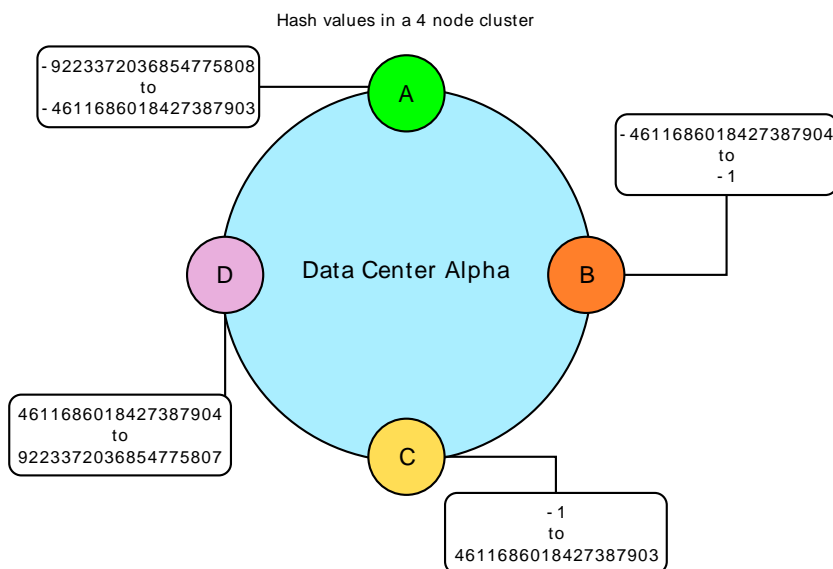 Hash values in a 4 node cluster
-9223372036854775808
to
-4611686018427387903
A
-4611686018427387904
to
-1
D
Data Center Alpha
B
4611686018427387904
to
9223372036854775807
C
-1
to
4611686018427387903